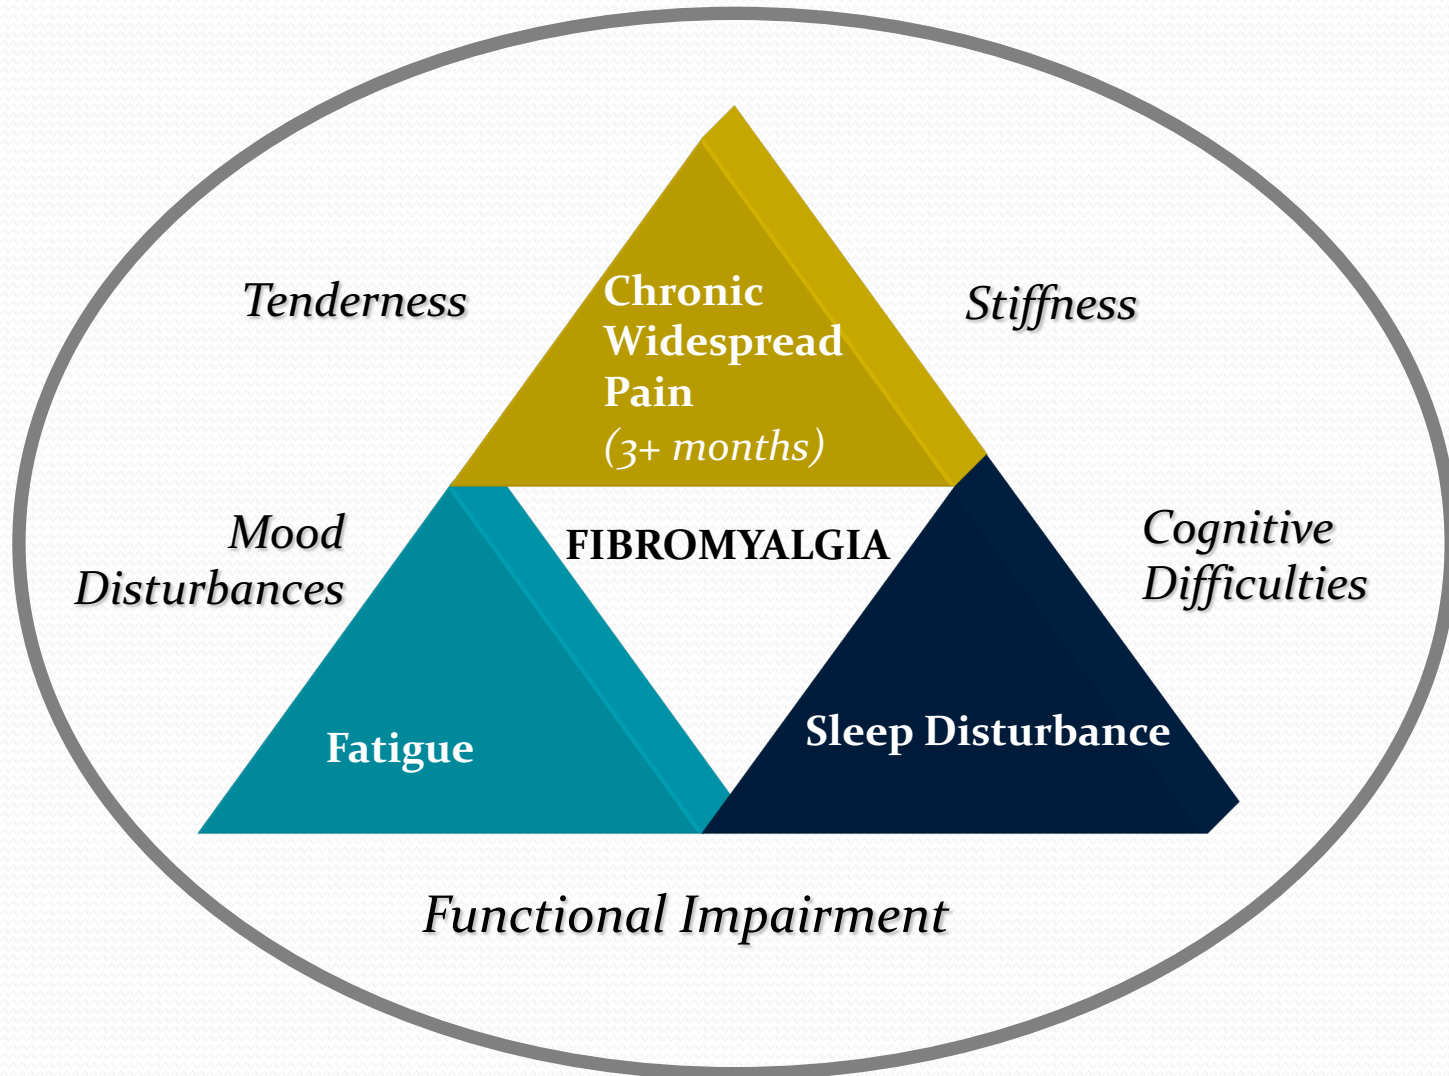 Tenderness
Chronic
Widespread
Pain
(3+ months)
Stiffness
Mood
Disturbances
FIBROMYALGIA
Cognitive
Difficulties
Fatigue
Sleep Disturbance
Functional Impairment